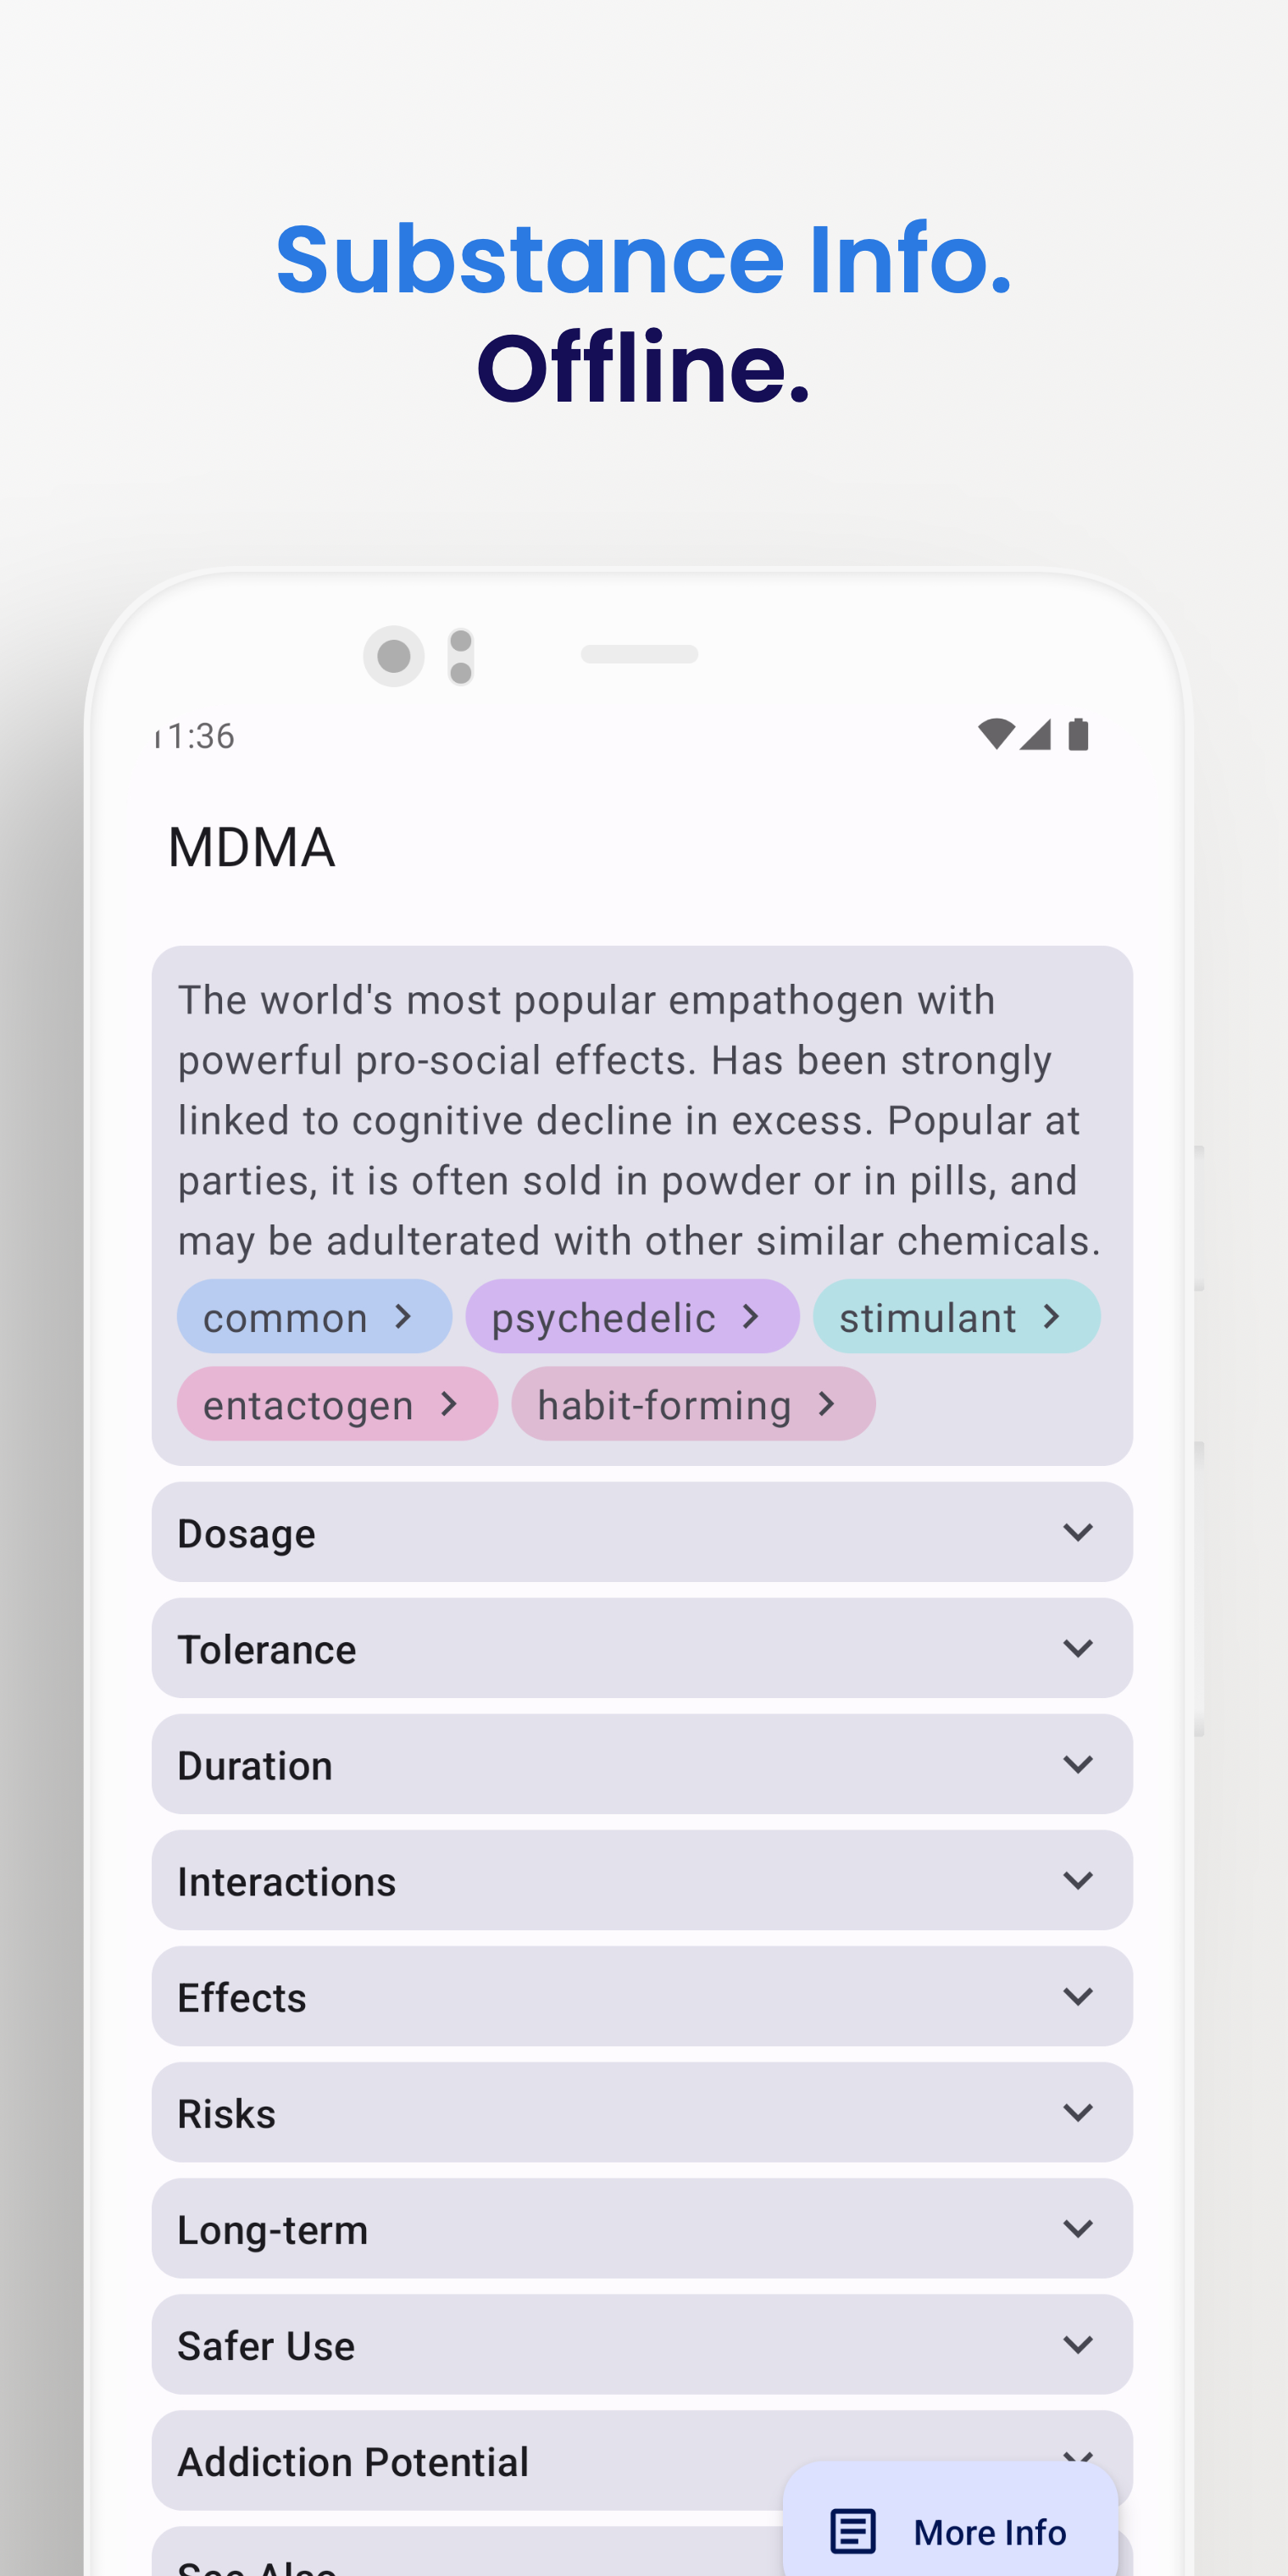 Substance Info.
Offline.
11:36
MDMA
The world's most popular empathogen with
powerful pro-social effects. Has been strongly
linked to cognitive decline in excess. Popular at
parties, it is often sold in powder or in pills, and
may be adulterated with other similar chemicals.
common psychedelic stimulant
entactogen habit-forming
Dosage
Tolerance
Duration
Interactions
Effects
Risks
Long-term
Safer Use
Addiction Potential
More Info
See Also